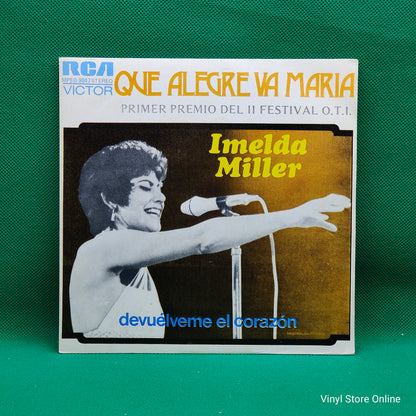 RCA
QUE ALEGRE VA MARIA
VICTOR
PRIMER PREMIO DEL II FESTIVAL O.T.I.
Imelda
Miller
devuélveme el corazón
Vinyl Store Online